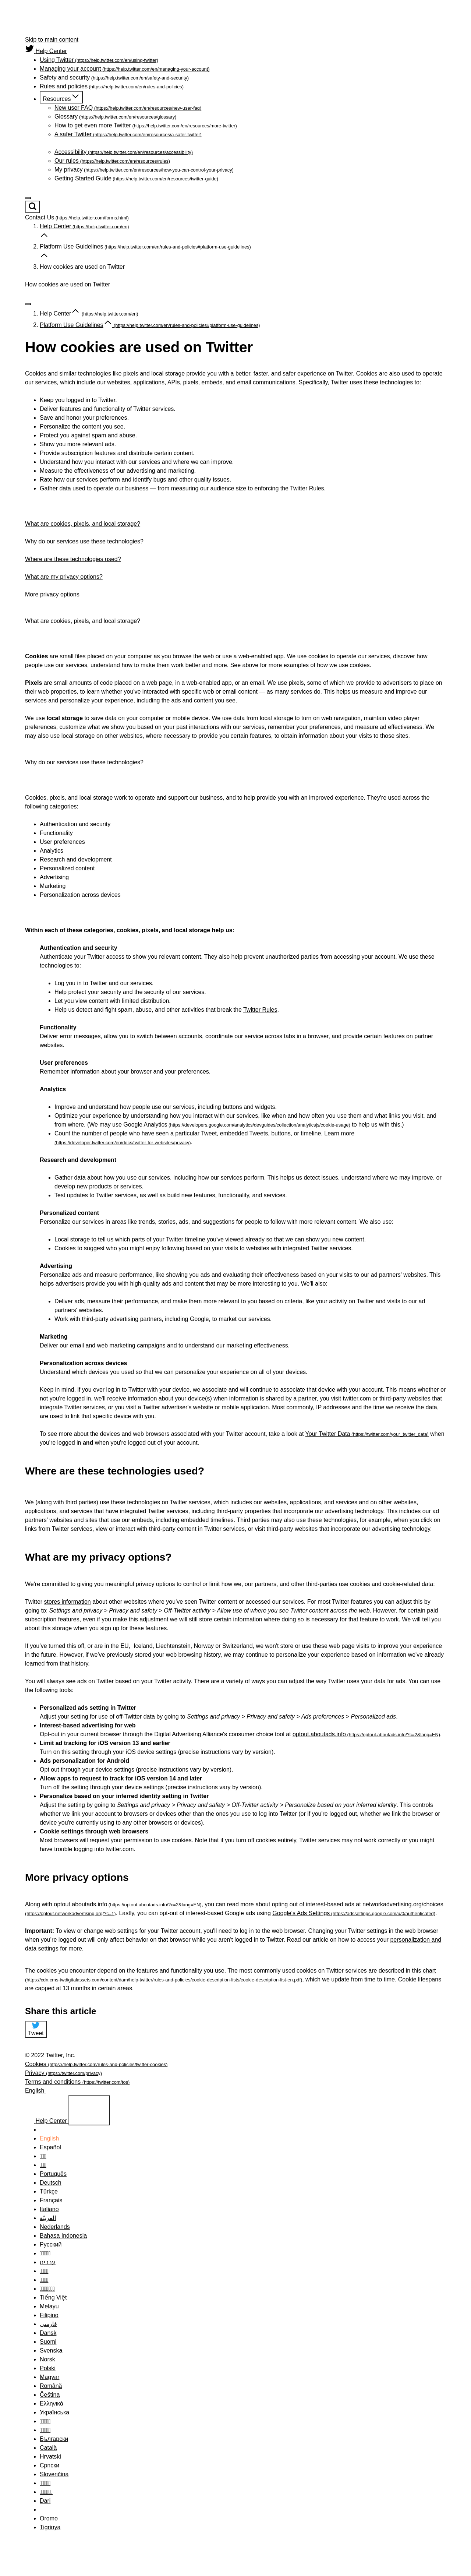 Skip to main content
Help Center
Using Twitter (https://help.twitter.com/en/using-twitter)
Managing your account (https://help.twitter.com/en/managing-your-account)
Safety and security (https://help.twitter.com/en/safety-and-security)
Rules and policies (https://help.twitter.com/en/rules-and-policies)
Resources
New user FAQ (https://help.twitter.com/en/resources/new-user-faq)
Glossary (https://help.twitter.com/en/resources/glossary)
How to get even more Twitter (https://help.twitter.com/en/resources/more-twitter)
A safer Twitter (https://help.twitter.com/en/resources/a-safer-twitter)
Accessibility (https://help.twitter.com/en/resources/accessibility)
Our rules (https://help.twitter.com/en/resources/rules)
My privacy (https://help.twitter.com/en/resources/how-you-can-control-your-privacy)
Getting Started Guide (https://help.twitter.com/en/resources/twitter-guide)
Contact Us (https://help.twitter.com/forms.html)
1. Help Center (https://help.twitter.com/en)
2. Platform Use Guidelines (https://help.twitter.com/en/rules-and-policies#platform-use-guidelines)
3. How cookies are used on Twitter
How cookies are used on Twitter
1. Help Center (https://help.twitter.com/en)
2. Platform Use Guidelines (https://help.twitter.com/en/rules-and-policies#platform-use-guidelines)
How cookies are used on Twitter
Cookies and similar technologies like pixels and local storage provide you with a better, faster, and safer experience on Twitter. Cookies are also used to operate
our services, which include our websites, applications, APIs, pixels, embeds, and email communications. Specifically, Twitter uses these technologies to:
Keep you logged in to Twitter.
Deliver features and functionality of Twitter services.
Save and honor your preferences.
Personalize the content you see.
Protect you against spam and abuse.
Show you more relevant ads.
Provide subscription features and distribute certain content.
Understand how you interact with our services and where we can improve.
Measure the effectiveness of our advertising and marketing.
Rate how our services perform and identify bugs and other quality issues.
Gather data used to operate our business — from measuring our audience size to enforcing the Twitter Rules.
What are cookies, pixels, and local storage?
Why do our services use these technologies?
Where are these technologies used?
What are my privacy options?
More privacy options
What are cookies, pixels, and local storage?
Cookies are small files placed on your computer as you browse the web or use a web-enabled app. We use cookies to operate our services, discover how
people use our services, understand how to make them work better and more. See above for more examples of how we use cookies.
Pixels are small amounts of code placed on a web page, in a web-enabled app, or an email. We use pixels, some of which we provide to advertisers to place on
their web properties, to learn whether you've interacted with specific web or email content — as many services do. This helps us measure and improve our
services and personalize your experience, including the ads and content you see.
We use local storage to save data on your computer or mobile device. We use data from local storage to turn on web navigation, maintain video player
preferences, customize what we show you based on your past interactions with our services, remember your preferences, and measure ad effectiveness. We
may also use local storage on other websites, where necessary to provide you certain features, to obtain information about your visits to those sites.
Why do our services use these technologies?
Cookies, pixels, and local storage work to operate and support our business, and to help provide you with an improved experience. They're used across the
following categories:
Authentication and security
Functionality
User preferences
Analytics
Research and development
Personalized content
Advertising
Marketing
Personalization across devices
Within each of these categories, cookies, pixels, and local storage help us:
Authentication and security
Authenticate your Twitter access to show you relevant content. They also help prevent unauthorized parties from accessing your account. We use these
technologies to:
Log you in to Twitter and our services.
Help protect your security and the security of our services.
Let you view content with limited distribution.
Help us detect and fight spam, abuse, and other activities that break the Twitter Rules.
Functionality
Deliver error messages, allow you to switch between accounts, coordinate our service across tabs in a browser, and provide certain features on partner
websites.
User preferences
Remember information about your browser and your preferences.
Analytics
Improve and understand how people use our services, including buttons and widgets.
Optimize your experience by understanding how you interact with our services, like when and how often you use them and what links you visit, and
from where. (We may use Google Analytics (https://developers.google.com/analytics/devguides/collection/analyticsjs/cookie-usage) to help us with this.)
Count the number of people who have seen a particular Tweet, embedded Tweets, buttons, or timeline. Learn more
(https://developer.twitter.com/en/docs/twitter-for-websites/privacy).
Research and development
Gather data about how you use our services, including how our services perform. This helps us detect issues, understand where we may improve, or
develop new products or services.
Test updates to Twitter services, as well as build new features, functionality, and services.
Personalized content
Personalize our services in areas like trends, stories, ads, and suggestions for people to follow with more relevant content. We also use:
Local storage to tell us which parts of your Twitter timeline you've viewed already so that we can show you new content.
Cookies to suggest who you might enjoy following based on your visits to websites with integrated Twitter services.
Advertising
Personalize ads and measure performance, like showing you ads and evaluating their effectiveness based on your visits to our ad partners' websites. This
helps advertisers provide you with high-quality ads and content that may be more interesting to you. We'll also:
Deliver ads, measure their performance, and make them more relevant to you based on criteria, like your activity on Twitter and visits to our ad
partners' websites.
Work with third-party advertising partners, including Google, to market our services.
Marketing
Deliver our email and web marketing campaigns and to understand our marketing effectiveness.
Personalization across devices
Understand which devices you used so that we can personalize your experience on all of your devices.
Keep in mind, if you ever log in to Twitter with your device, we associate and will continue to associate that device with your account. This means whether or
not you're logged in, we'll receive information about your device(s) when information is shared by a partner, you visit twitter.com or third-party websites that
integrate Twitter services, or you visit a Twitter advertiser's website or mobile application. Most commonly, IP addresses and the time we receive the data,
are used to link that specific device with you.
To see more about the devices and web browsers associated with your Twitter account, take a look at Your Twitter Data (https://twitter.com/your_twitter_data) when
you're logged in and when you're logged out of your account.
Where are these technologies used?
We (along with third parties) use these technologies on Twitter services, which includes our websites, applications, and services and on other websites,
applications, and services that have integrated Twitter services, including third-party properties that incorporate our advertising technology. This includes our ad
partners' websites and sites that use our embeds, including embedded timelines. Third parties may also use these technologies, for example, when you click on
links from Twitter services, view or interact with third-party content in Twitter services, or visit third-party websites that incorporate our advertising technology.
What are my privacy options?
We're committed to giving you meaningful privacy options to control or limit how we, our partners, and other third-parties use cookies and cookie-related data:
Twitter stores information about other websites where you've seen Twitter content or accessed our services. For most Twitter features you can adjust this by
going to: Settings and privacy > Privacy and safety > Off-Twitter activity > Allow use of where you see Twitter content across the web. However, for certain paid
subscription features, even if you make this adjustment we will still store certain information where doing so is necessary for that feature to work. We will tell you
about this storage when you sign up for these features.
If you've turned this off, or are in the EU, Iceland, Liechtenstein, Norway or Switzerland, we won't store or use these web page visits to improve your experience
in the future. However, if we've previously stored your web browsing history, we may continue to personalize your experience based on information we've already
learned from that history.
You will always see ads on Twitter based on your Twitter activity. There are a variety of ways you can adjust the way Twitter uses your data for ads. You can use
the following tools:
Personalized ads setting in Twitter
Adjust your setting for use of off-Twitter data by going to Settings and privacy > Privacy and safety > Ads preferences > Personalized ads.
Interest-based advertising for web
Opt-out in your current browser through the Digital Advertising Alliance's consumer choice tool at optout.aboutads.info (https://optout.aboutads.info/?c=2&lang=EN).
Limit ad tracking for iOS version 13 and earlier
Turn on this setting through your iOS device settings (precise instructions vary by version).
Ads personalization for Android
Opt out through your device settings (precise instructions vary by version).
Allow apps to request to track for iOS version 14 and later
Turn off the setting through your device settings (precise instructions vary by version).
Personalize based on your inferred identity setting in Twitter
Adjust the setting by going to Settings and privacy > Privacy and safety > Off-Twitter activity > Personalize based on your inferred identity. This controls
whether we link your account to browsers or devices other than the ones you use to log into Twitter (or if you're logged out, whether we link the browser or
device you're currently using to any other browsers or devices).
Cookie settings through web browsers
Most browsers will request your permission to use cookies. Note that if you turn off cookies entirely, Twitter services may not work correctly or you might
have trouble logging into twitter.com.
More privacy options
Along with optout.aboutads.info (https://optout.aboutads.info/?c=2&lang=EN), you can read more about opting out of interest-based ads at networkadvertising.org/choices
(https://optout.networkadvertising.org/?c=1). Lastly, you can opt-out of interest-based Google ads using Google's Ads Settings (https://adssettings.google.com/u/0/authenticated).
Important: To view or change web settings for your Twitter account, you'll need to log in to the web browser. Changing your Twitter settings in the web browser
when you're logged out will only affect behavior on that browser while you aren't logged in to Twitter. Read our article on how to access your personalization and
data settings for more.
The cookies you encounter depend on the features and functionality you use. The most commonly used cookies on Twitter services are described in this chart
(https://cdn.cms-twdigitalassets.com/content/dam/help-twitter/rules-and-policies/cookie-description-lists/cookie-description-list-en.pdf), which we update from time to time. Cookie lifespans
are capped at 13 months in certain areas.
Share this article
Tweet
© 2022 Twitter, Inc.
Cookies (https://help.twitter.com/rules-and-policies/twitter-cookies)
Privacy (https://twitter.com/privacy)
Terms and conditions (https://twitter.com/tos)
English
Help Center
English
Español
Português
Deutsch
Türkçe
Français
Italiano
العربيّة
Nederlands
Bahasa Indonesia
Русский
עברית
Tiếng Việt
Melayu
Filipino
فارسی
Dansk
Suomi
Svenska
Norsk
Polski
Magyar
Română
Čeština
Ελληνικά
Українська
Български
Català
Hrvatski
Српски
Slovenčina
Dari
Oromo
Tigrinya